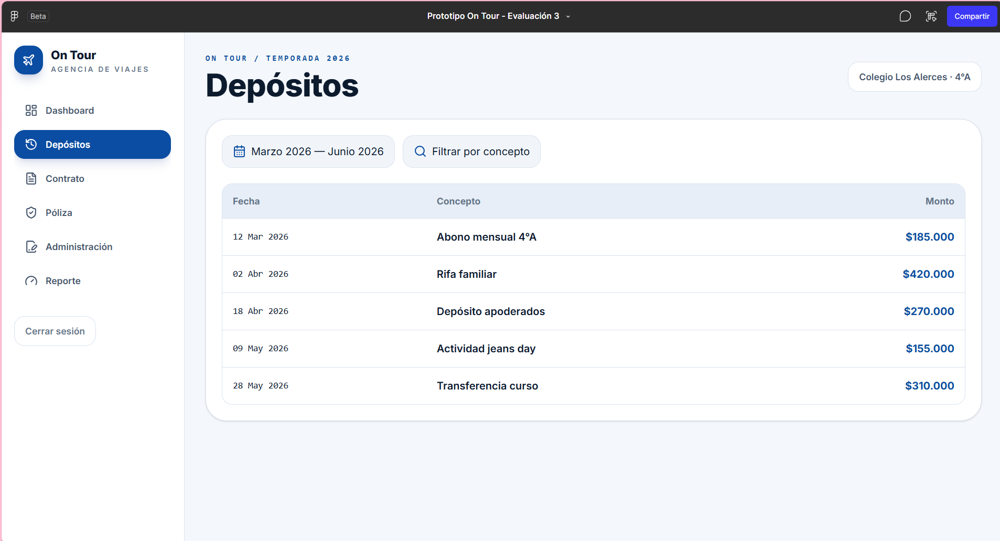 Beta
Prototipo On Tour - Evaluación 3
Compartir
On Tour
AGENCIA DE VIAJES
Dashboard
Depósitos
Contrato
Póliza
Administración
Reporte
Cerrar sesión
ON TOUR / TEMPORADA 2026
Depósitos
Colegio Los Alerces · 4°A
Marzo 2026 — Junio 2026
Filtrar por concepto
Fecha Concepto Monto
12 Mar 2026 Abono mensual 4°A $185.000
02 Abr 2026 Rifa familiar $420.000
18 Abr 2026 Depósito apoderados $270.000
09 May 2026 Actividad jeans day $155.000
28 May 2026 Transferencia curso $310.000